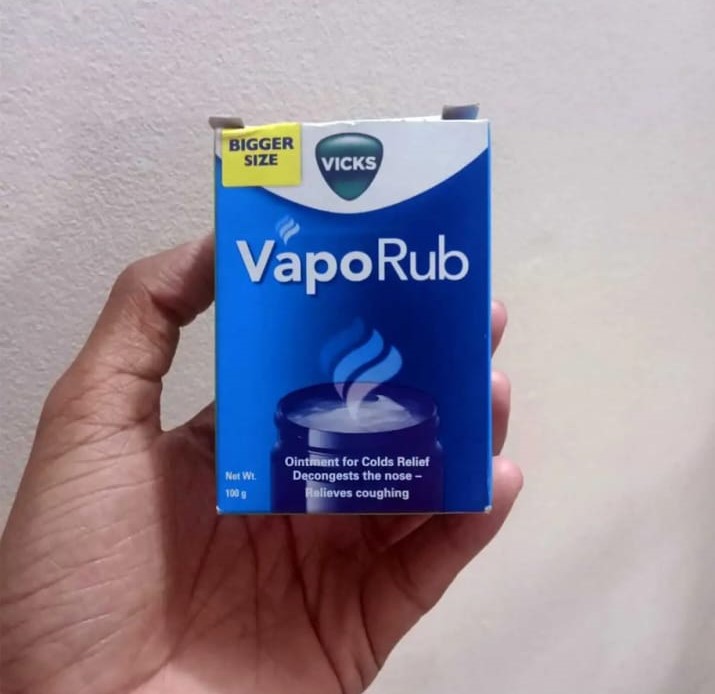 BIGGER
SIZE
VICKS
VapoRub
Ointment for Colds Relief
Decongests the nose –
Relieves coughing
Net Wt.
100 g